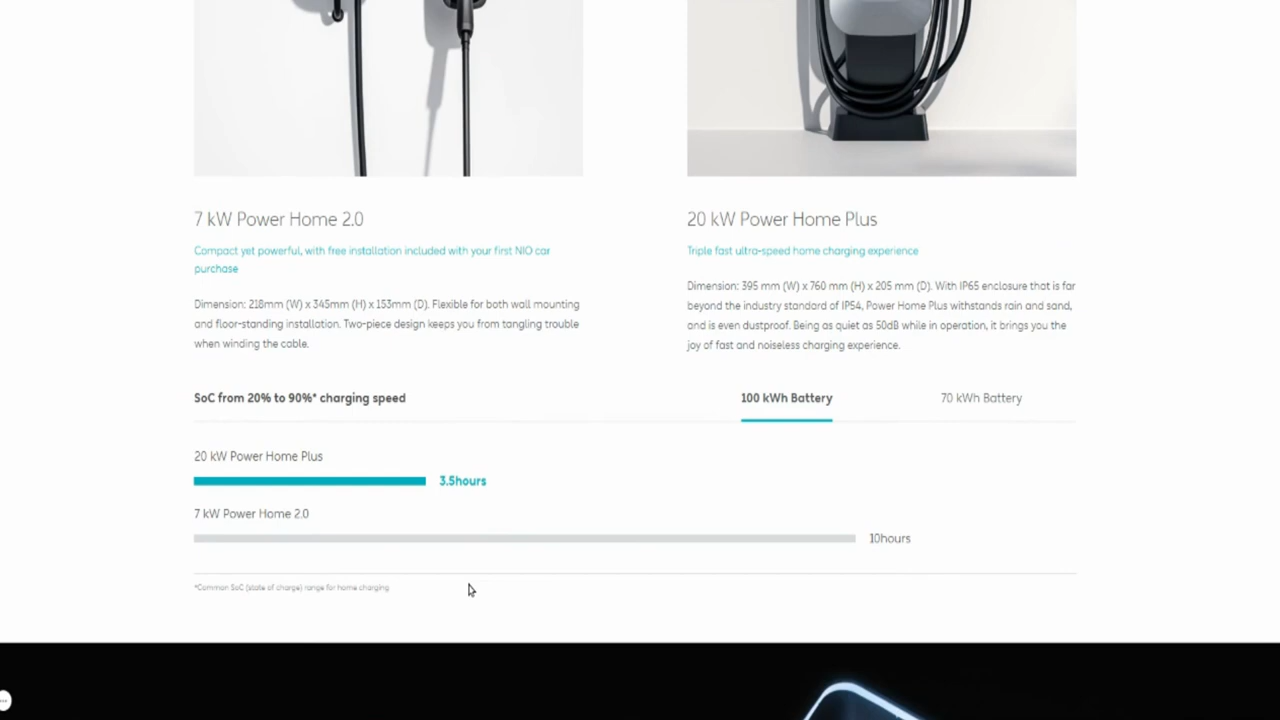 7 kW Power Home 2.0
Compact yet powerful, with free installation included with your first NIO car
purchase
Dimension: 218mm (W) x 345mm (H) x 153mm (D). Flexible for both wall mounting
and floor-standing installation. Two-piece design keeps you from tangling trouble
when winding the cable.
20 kW Power Home Plus
Triple fast ultra-speed home charging experience
Dimension: 395 mm (W) x 760 mm (H) x 205 mm (D). With IP65 enclosure that is far
beyond the industry standard of IP54, Power Home Plus withstands rain and sand,
and is even dustproof. Being as quiet as 50dB while in operation, it brings you the
joy of fast and noiseless charging experience.
SoC from 20% to 90%* charging speed
100 kWh Battery
70 kWh Battery
20 kW Power Home Plus
3.5hours
7 kW Power Home 2.0
10hours
*Common SoC (state of charge) range for home charging